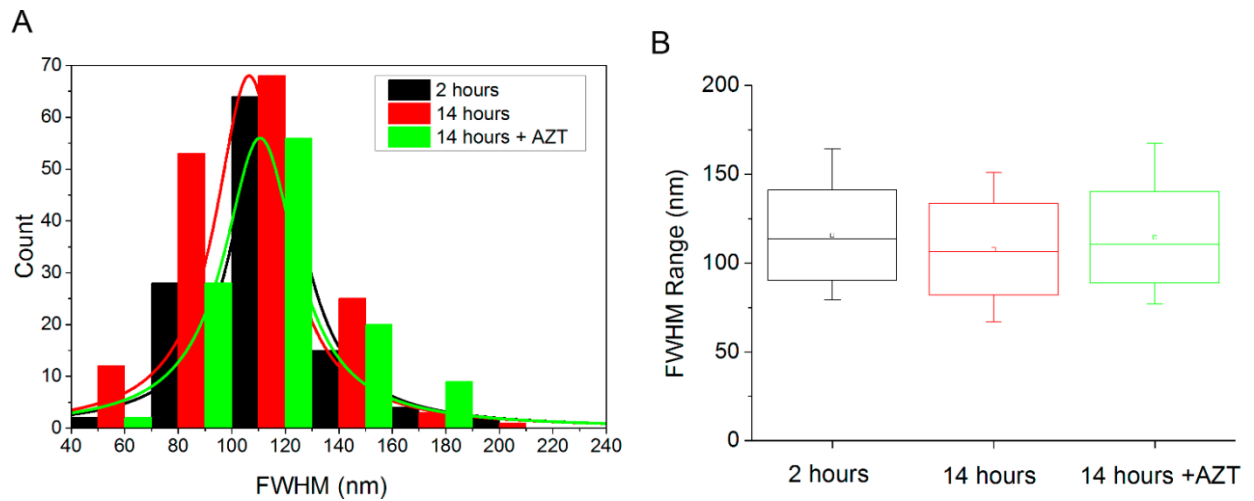 A
Count
70
60
50
40
30
20
10
0
40 60 80 100 120 140 160 180 200 220 240
FWHM (nm)
2 hours
14 hours
14 hours + AZT
B
FWHM Range (nm)
200
150
100
50
0
2 hours 14 hours 14 hours +AZT